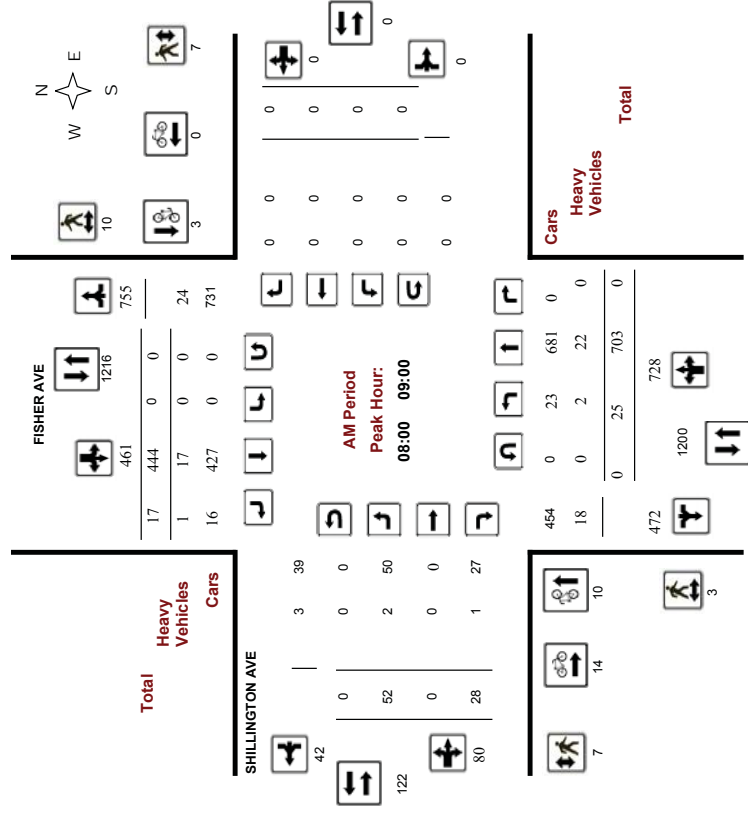 N
W E
S
FISHER AVE
10
7
3
0
461
1216
755
17 444 0 0
1 17 0 0 24
16 427 0 0 731
0
0
0
0 0 0
0 0 0
0 0 0
0 0 0
0 0
Total
Heavy
Vehicles
Cars
AM Period
Peak Hour:
08:00 09:00
SHILLINGTON AVE
42
122
80
3 39
0 0 0
52 2 50
0 0 0
28 1 27
Cars
Heavy
Vehicles
Total
454 0 23 681 0
18 0 2 22 0
0 25 703 0
472
1200
728
7
14
10
3